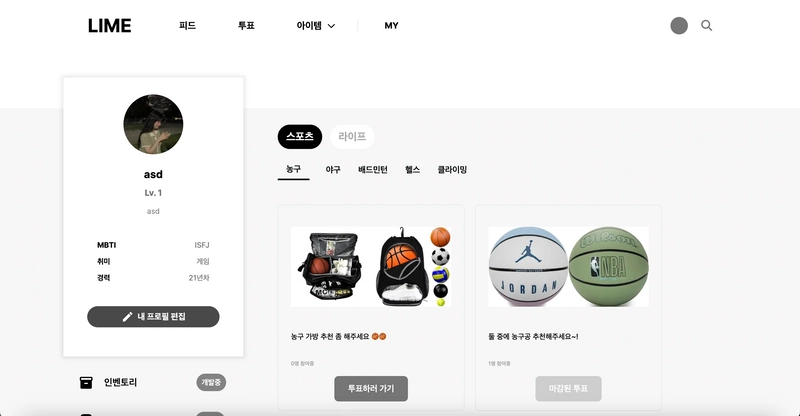 LIME 피드 투표 아이템 MY
asd
Lv. 1
asd
MBTI ISFJ
취미 게임
경력 21년차
내 프로필 편집
인벤토리 개발중
스포츠 라이프
농구 야구 배드민턴 헬스 클라이밍
JORDAN
NBA
농구 가방 추천 좀 해주세요 🏀🏀
0명 참여중
투표하러 가기
둘 중에 농구공 추천해주세요~!
1명 참여중
마감된 투표